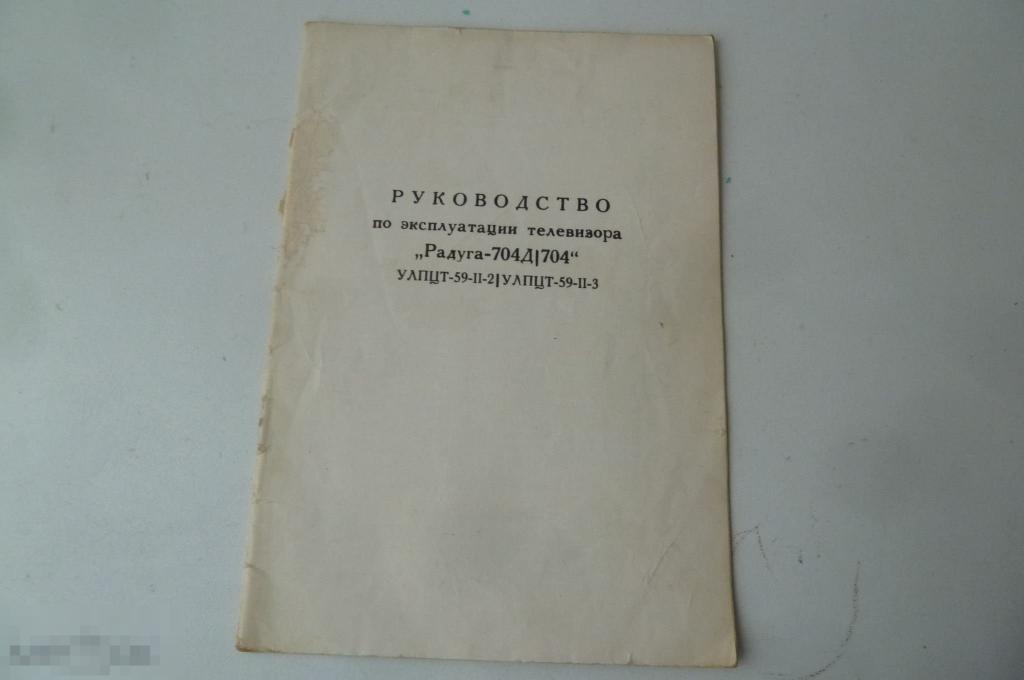 РУКОВОДСТВО
по эксплуатации телевизора
„Радуга-704Д|704“
УЛПЦТ-59-II-2|УЛПЦТ-59-II-3